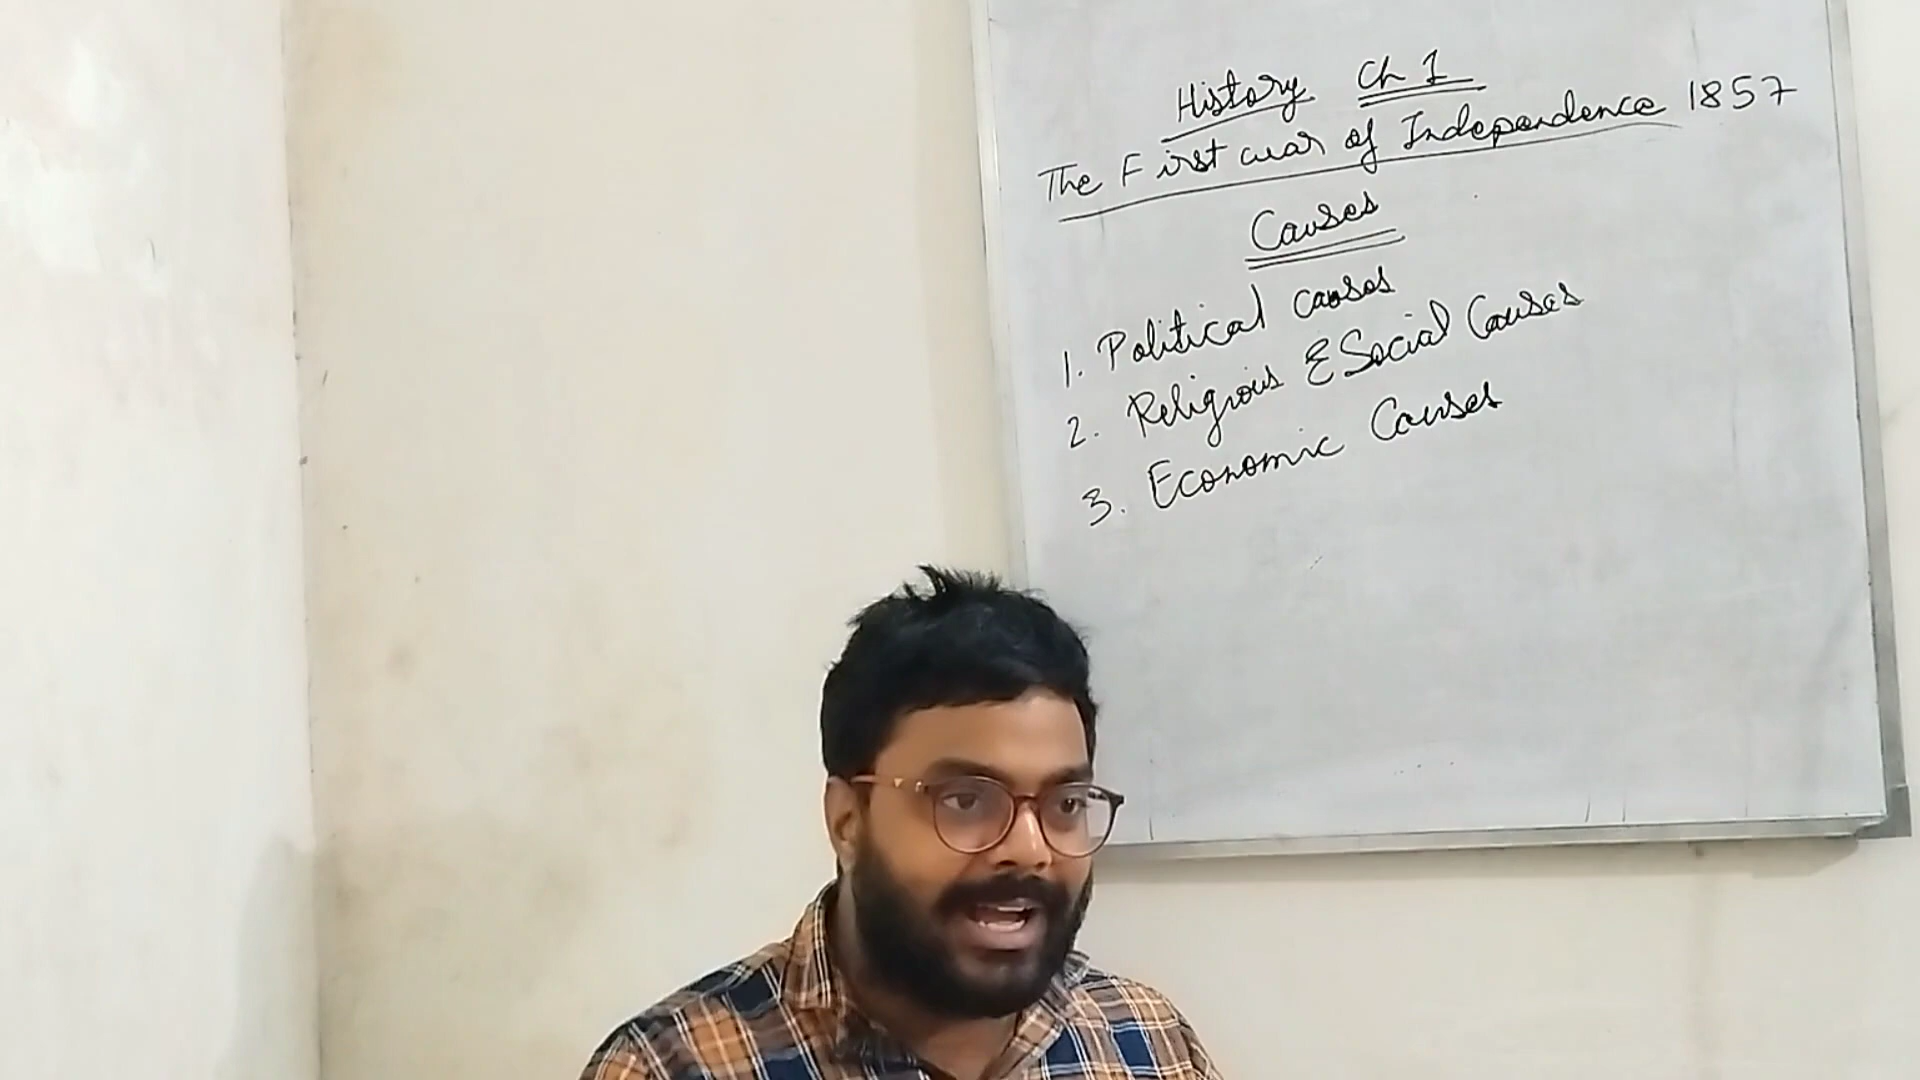 History Ch 1
The First war of Independence 1857
Causes
1. Political causes
2. Religious & Social Causes
3. Economic Causes